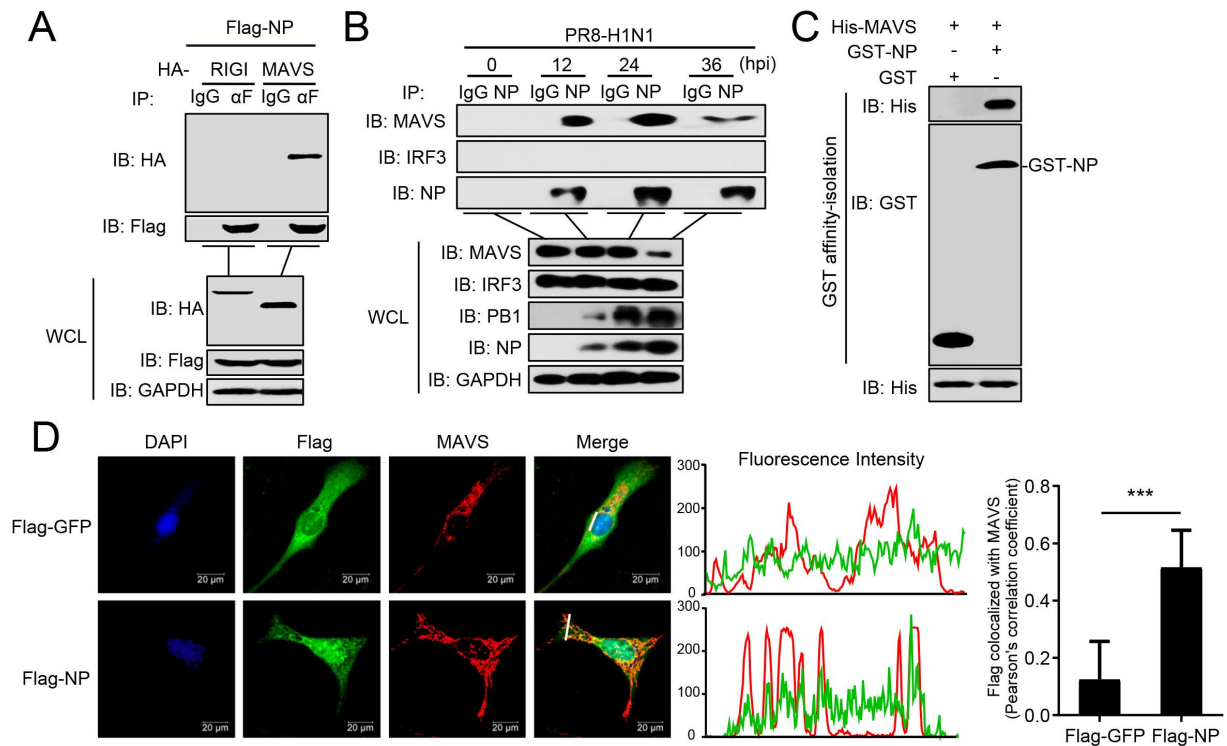 A
Flag-NP
HA- RIGI MAVS
IP: IgG αF IgG αF
IB: HA
IB: Flag
WCL
IB: HA
IB: Flag
IB: GAPDH
B
PR8-H1N1
0 12 24 36 (hpi)
IP: IgG NP IgG NP IgG NP IgG NP
IB: MAVS
IB: IRF3
IB: NP
WCL
IB: MAVS
IB: IRF3
IB: PB1
IB: NP
IB: GAPDH
C
His-MAVS + +
GST-NP - +
GST + -
GST affinity-isolation
IB: His
IB: GST
-GST-NP
IB: His
D
DAPI Flag MAVS Merge
Flag-GFP
20 μm 20 μm 20 μm 20 μm
Flag-NP
20 μm 20 μm 20 μm 20 μm
Fluorescence Intensity
300
200
100
0
300
200
100
0
Flag colocalized with MAVS
(Pearson's correlation coefficient)
0.8
0.6
0.4
0.2
0.0
***
Flag-GFP Flag-NP